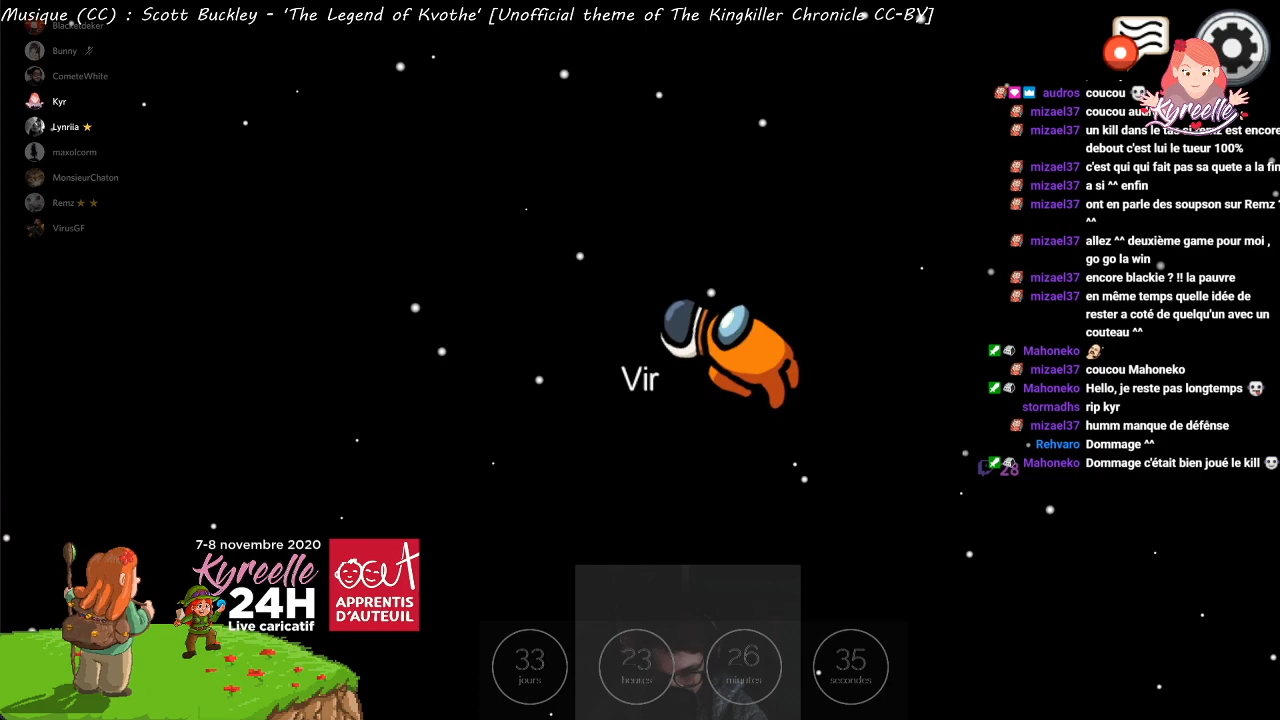 Musique (CC) : Scott Buckley - ‘The Legend of Kvothe’ [Unofficial theme of The Kingkiller Chronicle CC-BY]
Blacketdeker
Bunny
CometeWhite
Kyr
Lynriia
maxolcorm
MonsieurChaton
Remz
VirusGF
Kyreelle
audros coucou
mizael37 coucou
mizael37 un kill dans le est encore
debout c'est lui le tueur 100%
mizael37 c'est qui qui fait pas sa quete a la fin
mizael37 a si ^^ enfin
mizael37 ont en parle des soupson sur Remz ?
^^
mizael37 allez ^^ deuxième game pour moi ,
go go la win
mizael37 encore blackie ? !! la pauvre
mizael37 en même temps quelle idée de
rester a coté de quelqu'un avec un
couteau ^^
Mahoneko
mizael37 coucou Mahoneko
Mahoneko Hello, je reste pas longtemps
stormadhs rip kyr
mizael37 humm manque de défense
Rehvaro Dommage ^^
Mahoneko Dommage c'était bien joué le kill
28
Vir
7-8 novembre 2020
Kyreelle
24H
Live caricatif
APPRENTIS
D'AUTEUIL
33 23 26 35
jours heures minutes secondes